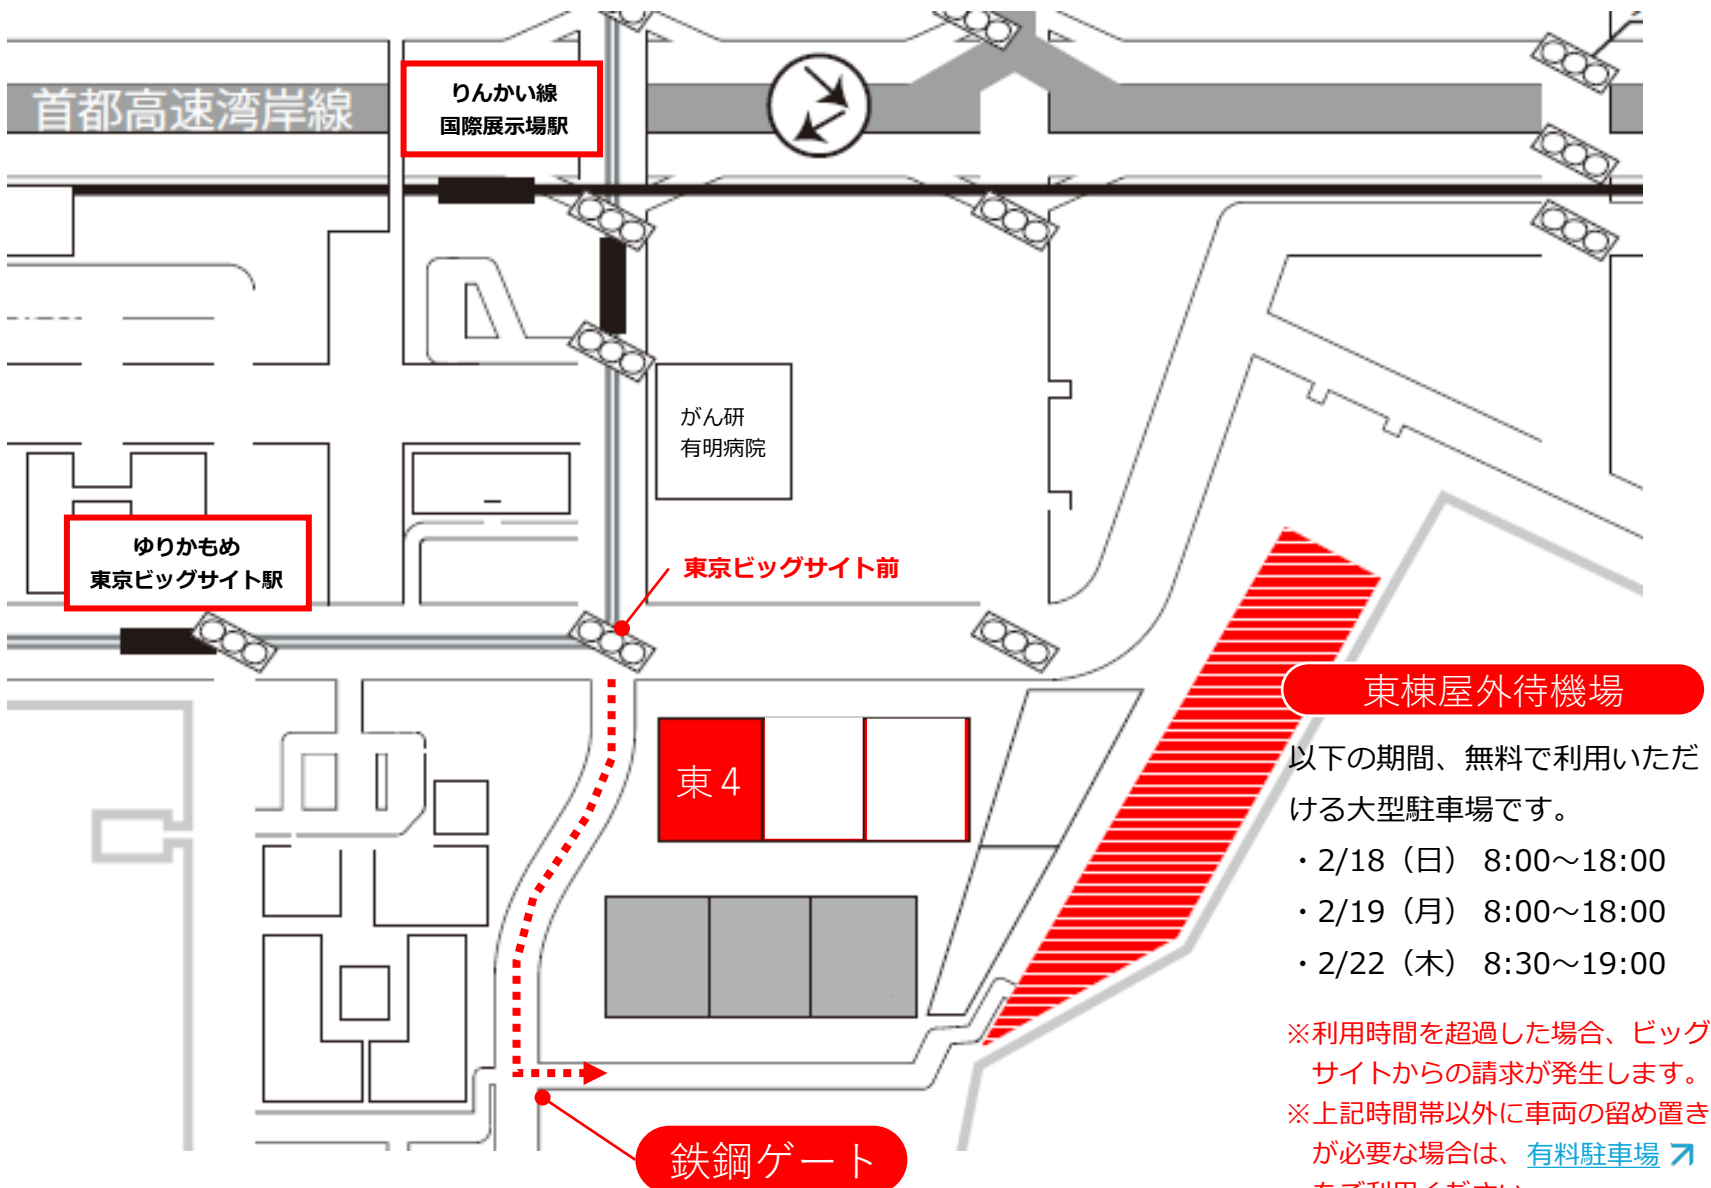 首都高速湾岸線
りんかい線
国際展示場駅
がん研
有明病院
ゆりかもめ
東京ビッグサイト駅
東京ビッグサイト前
東4
東棟屋外待機場
以下の期間、無料で利用いただ
ける大型駐車場です。
・2/18（日） 8:00～18:00
・2/19（月） 8:00～18:00
・2/22（木） 8:30～19:00
※利用時間を超過した場合、ビッグ
サイトからの請求が発生します。
※上記時間帯以外に車両の留め置き
が必要な場合は、有料駐車場
をご利用ください
鉄鋼ゲート